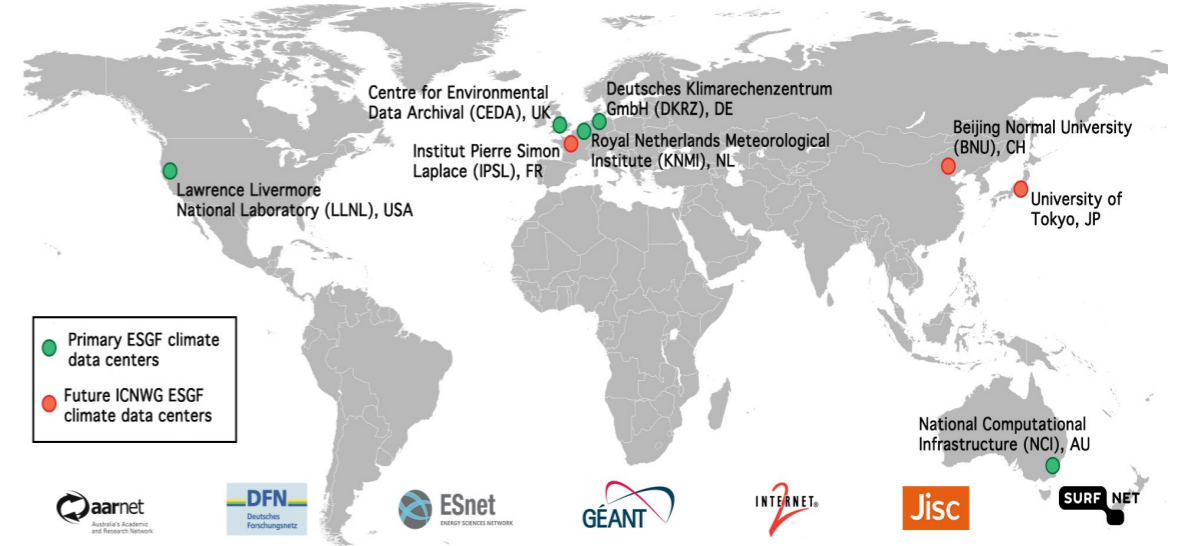 Centre for Environmental
Data Archival (CEDA), UK
Deutsches Klimarechenzentrum
GmbH (DKRZ), DE
Royal Netherlands Meteorological
Institute (KNMI), NL
Institut Pierre Simon
Laplace (IPSL), FR
Beijing Normal University
(BNU), CH
University of
Tokyo, JP
Lawrence Livermore
National Laboratory (LLNL), USA
Primary ESGF climate
data centers
Future ICNWG ESGF
climate data centers
National Computational
Infrastructure (NCI), AU
aarnet
Australia's Academic
and Research Network
DFN
Deutsches
Forschungsnetz
ESnet
ENERGY SCIENCES NETWORK
GÉANT
INTERNET®
2
Jisc
SURF NET